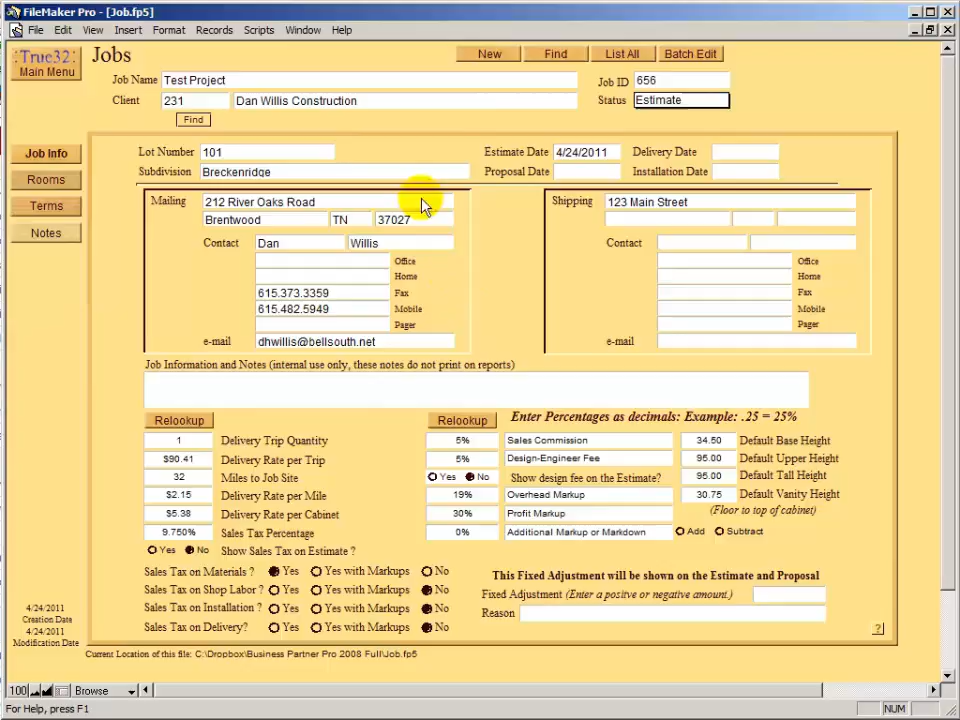 FileMaker Pro - [Job.fp5]
File Edit View Insert Format Records Scripts Window Help
True32
Main Menu
Jobs
New Find List All Batch Edit
Job Name Test Project
Job ID 656
Client 231 Dan Willis Construction
Status Estimate
Find
Job Info
Rooms
Terms
Notes
Lot Number 101
Estimate Date 4/24/2011 Delivery Date
Subdivision Breckenridge
Proposal Date Installation Date
Mailing 212 River Oaks Road
Brentwood TN 37027
Contact Dan Willis
Office
Home
615.373.3359 Fax
615.482.5949 Mobile
Pager
e-mail dhwillis@bellsouth.net
Shipping 123 Main Street
Contact
Office
Home
Fax
Mobile
Pager
e-mail
Job Information and Notes (internal use only, these notes do not print on reports)
Relookup
1 Delivery Trip Quantity
$90.41 Delivery Rate per Trip
32 Miles to Job Site
$2.15 Delivery Rate per Mile
$5.38 Delivery Rate per Cabinet
9.750% Sales Tax Percentage
Yes No Show Sales Tax on Estimate ?
Sales Tax on Materials ? Yes Yes with Markups No
Sales Tax on Shop Labor ? Yes Yes with Markups No
Sales Tax on Installation ? Yes Yes with Markups No
Sales Tax on Delivery? Yes Yes with Markups No
Relookup Enter Percentages as decimals: Example: .25 = 25%
5% Sales Commission
5% Design-Engineer Fee
Yes No Show design fee on the Estimate?
19% Overhead Markup
30% Profit Markup
0% Additional Markup or Markdown Add Subtract
34.50 Default Base Height
95.00 Default Upper Height
95.00 Default Tall Height
30.75 Default Vanity Height
(Floor to top of cabinet)
This Fixed Adjustment will be shown on the Estimate and Proposal
Fixed Adjustment (Enter a positve or negative amount.)
Reason
?
4/24/2011
Creation Date
4/24/2011
Modification Date
Current Location of this file: C:\Dropbox\Business Partner Pro 2008 Full\Job.fp5
100 Browse
For Help, press F1
NUM